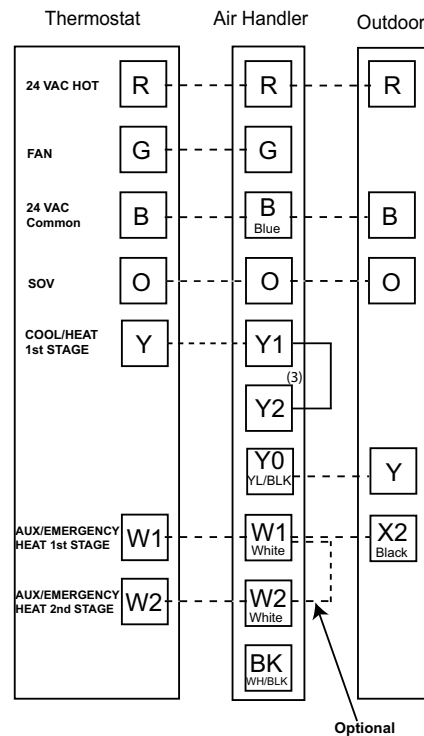 Thermostat Air Handler Outdoor
24 VAC HOT R R R
FAN G G
24 VAC
Common B B Blue B
SOV O O O
COOL/HEAT
1st STAGE Y Y1
(3)
Y2
Y0 Y
YL/BLK
AUX/EMERGENCY
HEAT 1st STAGE W1 W1 X2
White Black
AUX/EMERGENCY
HEAT 2nd STAGE W2 W2
White
BK
WH/BLK
Optional